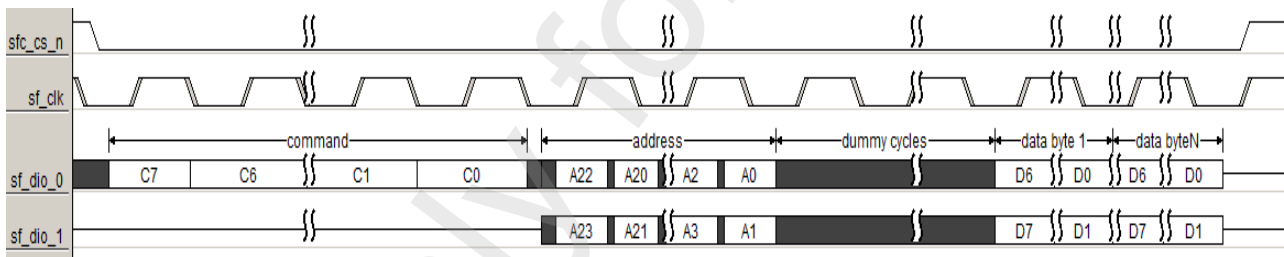 sfc_cs_n
sf_clk
command address dummy cycles data byte 1 data byteN
sf_dio_0 C7 C6 C1 C0 A22 A20 A2 A0 D6 D0 D6 D0
sf_dio_1 A23 A21 A3 A1 D7 D1 D7 D1